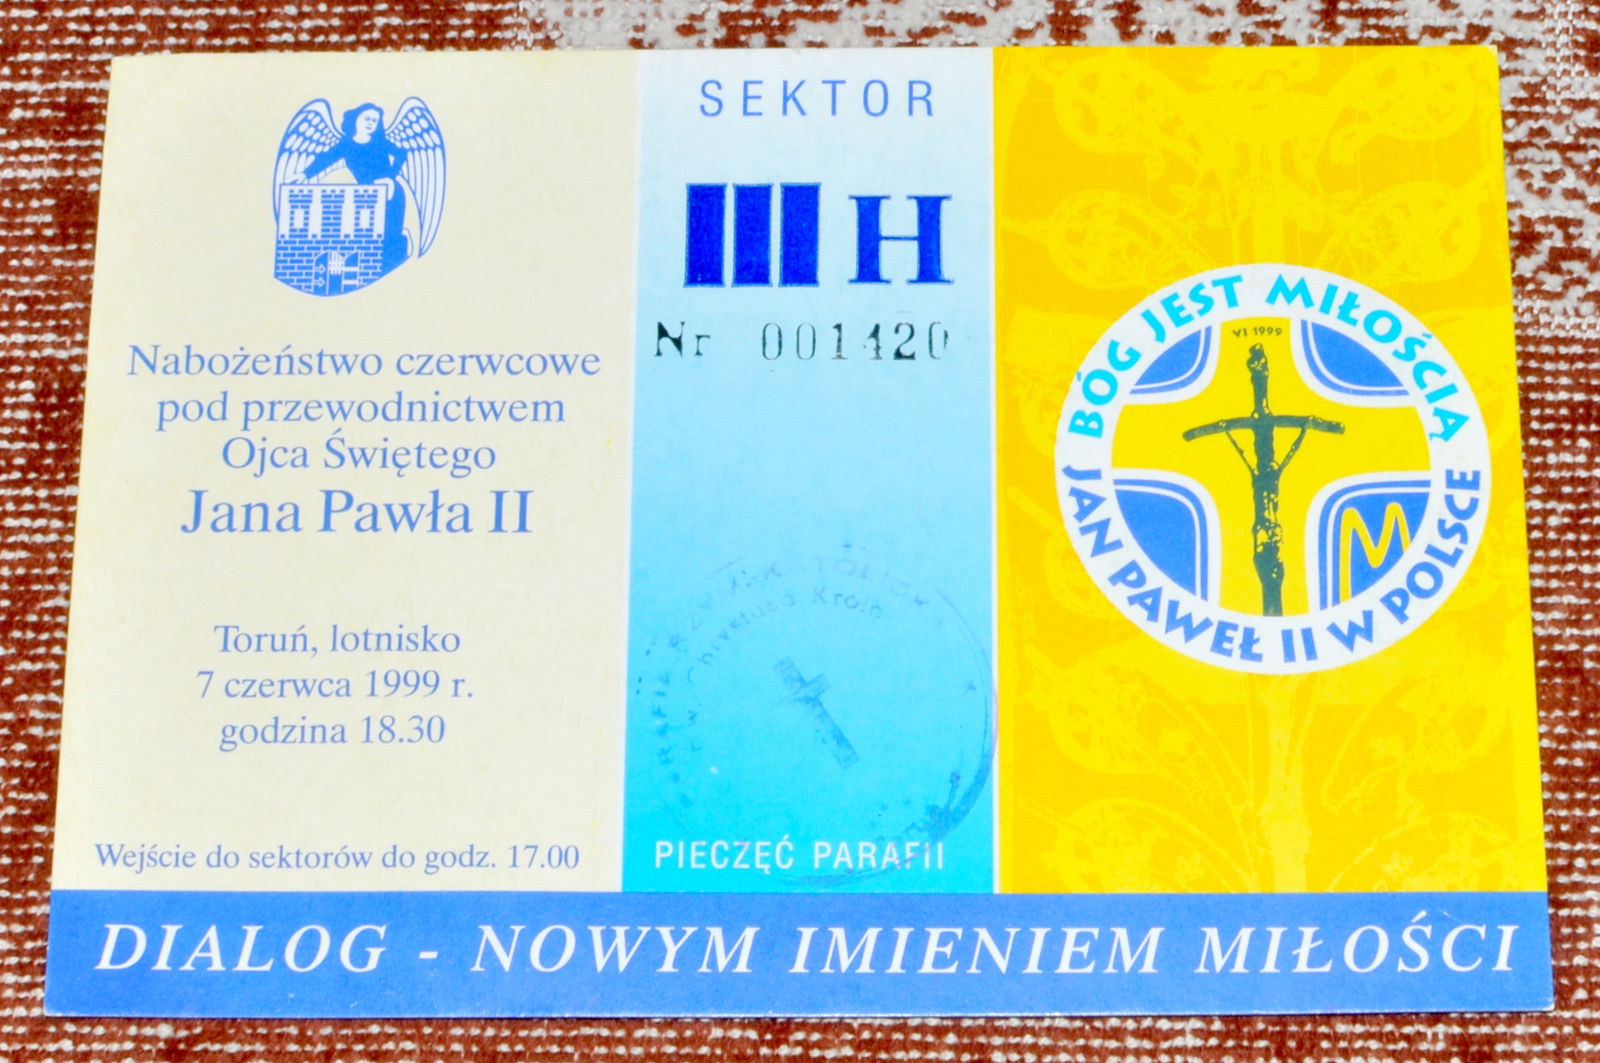 Nabożeństwo czerwcowe
pod przewodnictwem
Ojca Świętego
Jana Pawła II
Toruń, lotnisko
7 czerwca 1999 r.
godzina 18.30
Wejście do sektorów do godz. 17.00
SEKTOR
III H
Nr 001420
Króla
PIECZĘĆ PARAFII
BÓG JEST MIŁOŚCIĄ
VI 1999
M
JAN PAWEŁ II W POLSCE
DIALOG - NOWYM IMIENIEM MIŁOŚCI